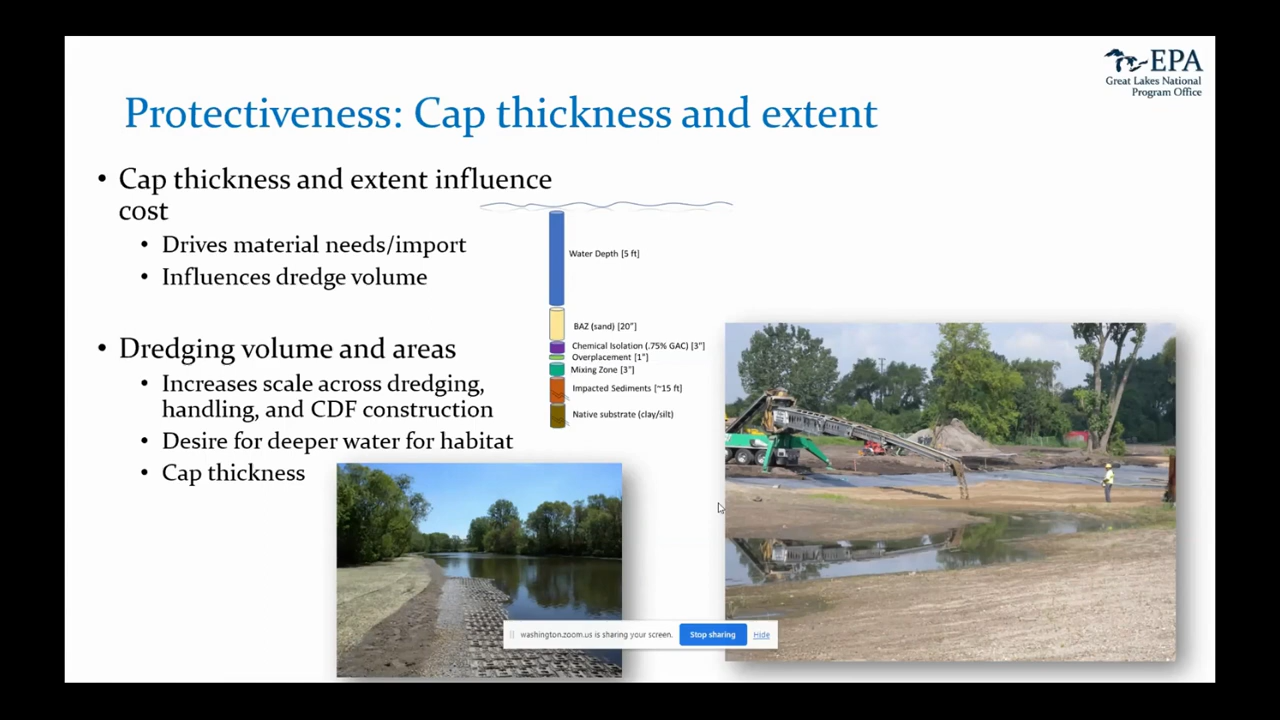 EPA
Great Lakes National
Program Office
Protectiveness: Cap thickness and extent
• Cap thickness and extent influence
cost
• Drives material needs/import
• Influences dredge volume
• Dredging volume and areas
• Increases scale across dredging,
handling, and CDF construction
• Desire for deeper water for habitat
• Cap thickness
Water Depth [5 ft]
BAZ (sand) [20"]
Chemical Isolation (.75% GAC) [3"]
Overplacement [1"]
Mixing Zone [3"]
Impacted Sediments [~15 ft]
Native substrate (clay/silt)
washington.zoom.us is sharing your screen. Stop sharing Hide